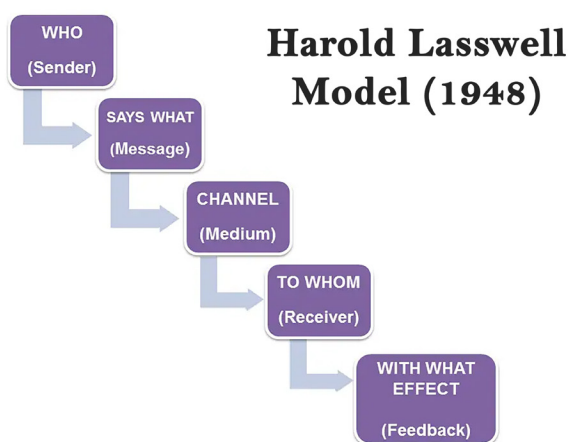 Harold Lasswell
Model (1948)
WHO
(Sender)
SAYS WHAT
(Message)
CHANNEL
(Medium)
TO WHOM
(Receiver)
WITH WHAT
EFFECT
(Feedback)